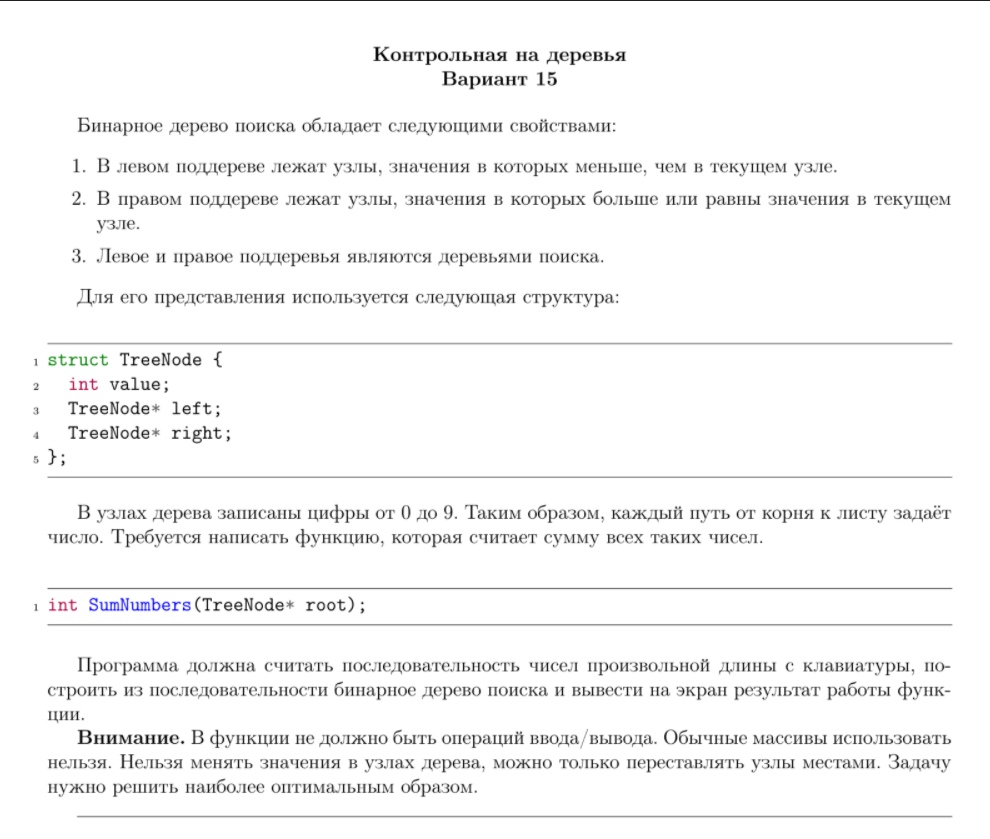 Контрольная на деревья
Вариант 15
Бинарное дерево поиска обладает следующими свойствами:
1. В левом поддереве лежат узлы, значения в которых меньше, чем в текущем узле.
2. В правом поддереве лежат узлы, значения в которых больше или равны значения в текущем
узле.
3. Левое и правое поддеревья являются деревьями поиска.
Для его представления используется следующая структура:
1 struct TreeNode {
2 int value;
3 TreeNode* left;
4 TreeNode* right;
5 };
В узлах дерева записаны цифры от 0 до 9. Таким образом, каждый путь от корня к листу задаёт
число. Требуется написать функцию, которая считает сумму всех таких чисел.
1 int SumNumbers(TreeNode* root);
Программа должна считать последовательность чисел произвольной длины с клавиатуры, по-
строить из последовательности бинарное дерево поиска и вывести на экран результат работы функ-
ции.
Внимание. В функции не должно быть операций ввода/вывода. Обычные массивы использовать
нельзя. Нельзя менять значения в узлах дерева, можно только переставлять узлы местами. Задачу
нужно решить наиболее оптимальным образом.